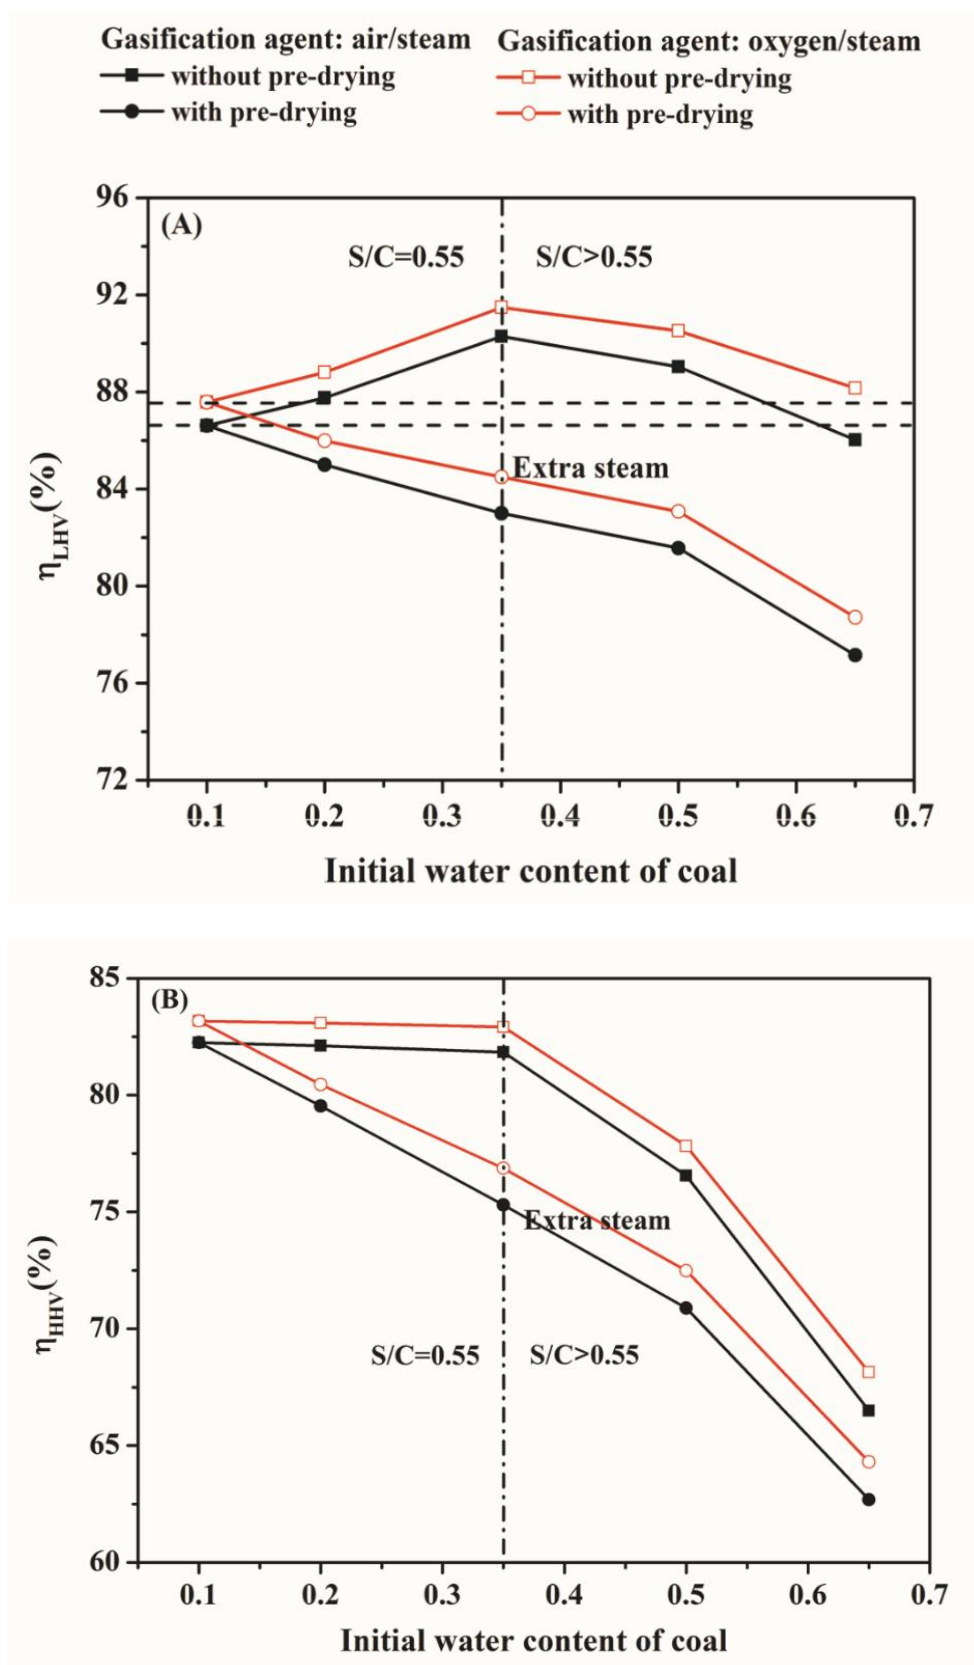 Gasification agent: air/steam Gasification agent: oxygen/steam
without pre-drying without pre-drying
with pre-drying with pre-drying
96
(A)
S/C=0.55 S/C>0.55
92
88
Extra steam
84
80
76
72
ηLHV(%)
0.1 0.2 0.3 0.4 0.5 0.6 0.7
Initial water content of coal
85
(B)
80
75
Extra steam
70
S/C=0.55 S/C>0.55
65
60
ηHHV(%)
0.1 0.2 0.3 0.4 0.5 0.6 0.7
Initial water content of coal